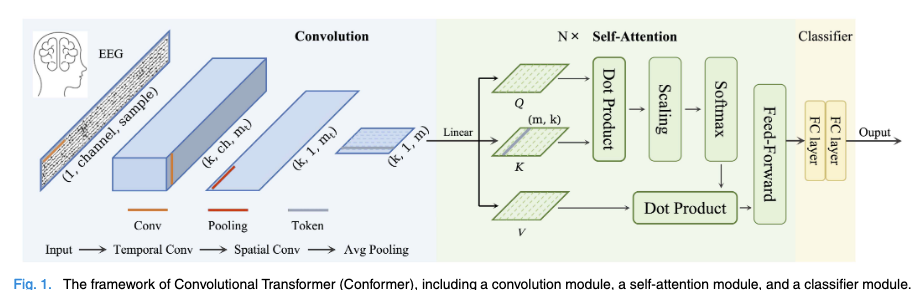 Convolution
EEG
(1, channel, sample)
(k, ch, mₜ)
(k, 1, mₜ)
(k, 1, m)
Conv
Pooling
Token
Input → Temporal Conv → Spatial Conv → Avg Pooling
N× Self-Attention
Linear
Q
(m, k)
K
V
Dot Product
Scaling
Softmax
Dot Product
Feed-Forward
Classifier
FC layer
FC layer
Ouput
Fig. 1. The framework of Convolutional Transformer (Conformer), including a convolution module, a self-attention module, and a classifier module.